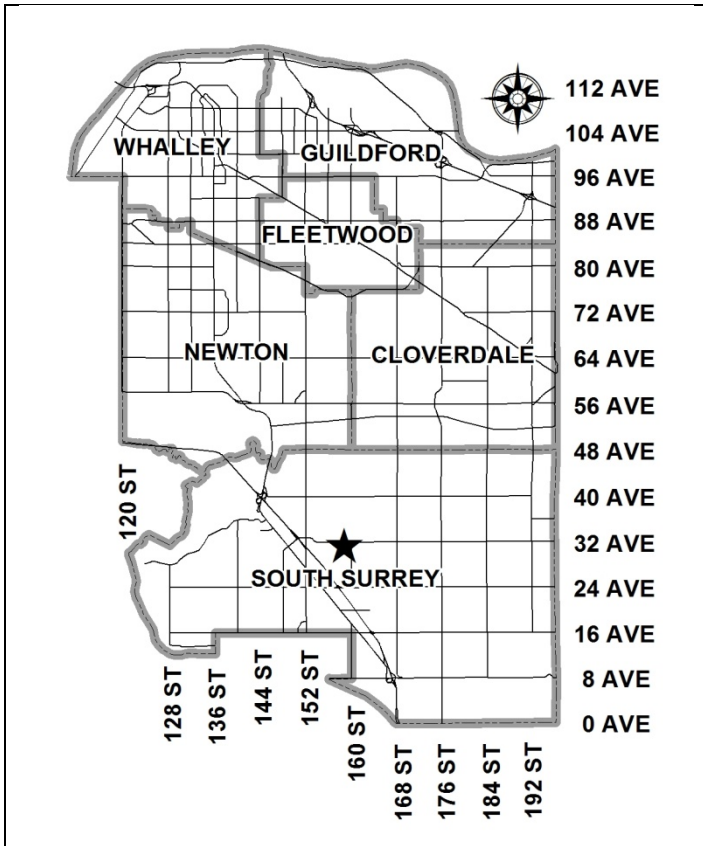 112 AVE
104 AVE
WHALLEY
GUILDFORD
96 AVE
88 AVE
FLEETWOOD
80 AVE
72 AVE
NEWTON
CLOVERDALE
64 AVE
56 AVE
48 AVE
120 ST
40 AVE
32 AVE
SOUTH SURREY
24 AVE
16 AVE
128 ST
136 ST
144 ST
152 ST
160 ST
168 ST
176 ST
184 ST
192 ST
8 AVE
0 AVE